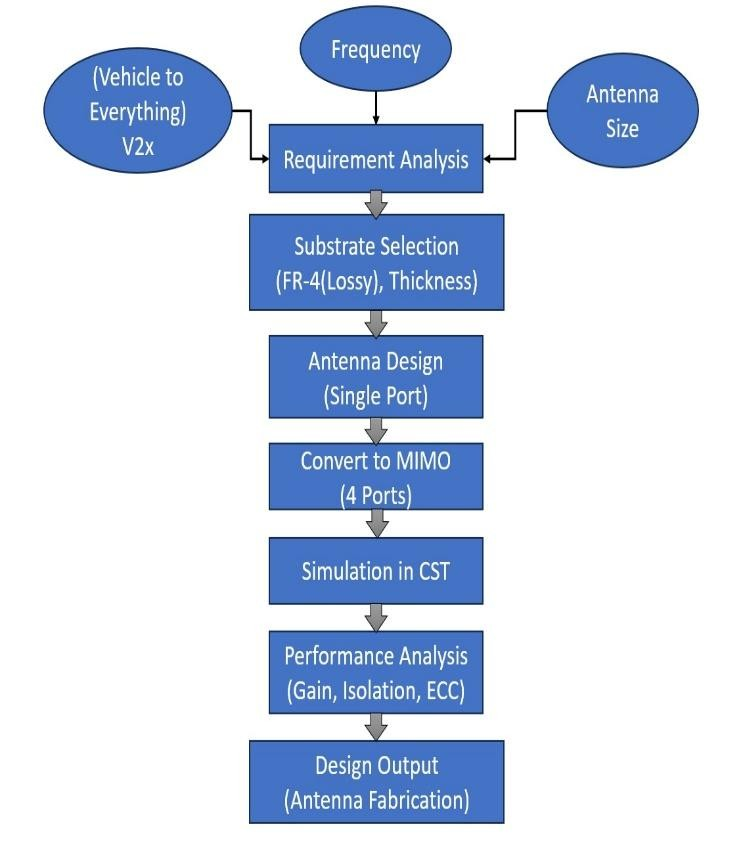 Frequency
(Vehicle to
Everything)
V2x
Antenna
Size
Requirement Analysis
Substrate Selection
(FR-4(Lossy), Thickness)
Antenna Design
(Single Port)
Convert to MIMO
(4 Ports)
Simulation in CST
Performance Analysis
(Gain, Isolation, ECC)
Design Output
(Antenna Fabrication)